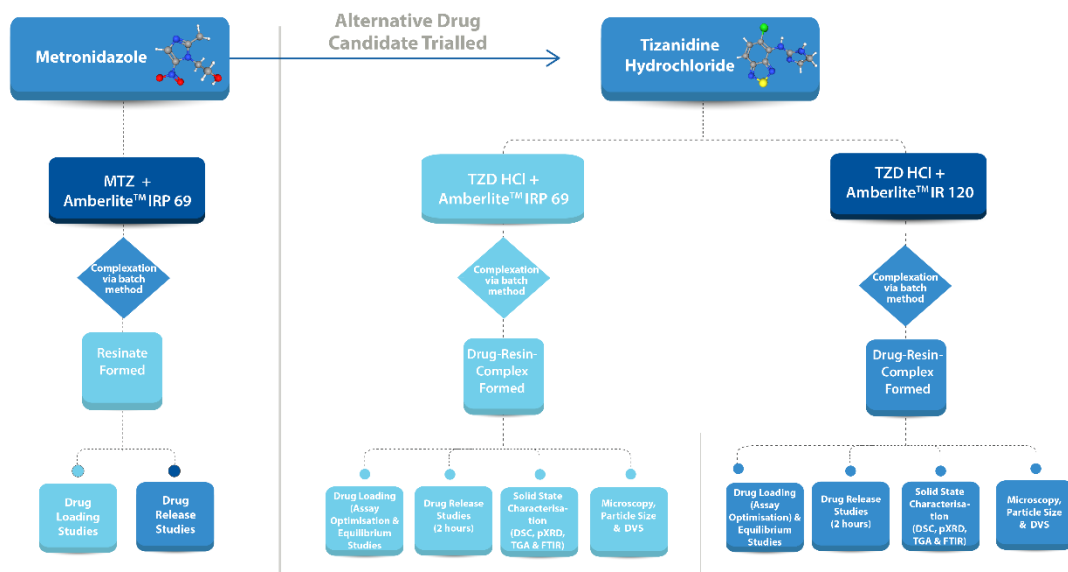 Alternative Drug
Candidate Trialled
Metronidazole
Tizanidine
Hydrochloride
MTZ +
Amberlite™ IRP 69
TZD HCl +
Amberlite™ IRP 69
TZD HCl +
Amberlite™ IR 120
Complexation
via batch
method
Complexation
via batch
method
Complexation
via batch
method
Resinate
Formed
Drug-Resin-
Complex
Formed
Drug-Resin-
Complex
Formed
Drug
Loading
Studies
Drug
Release
Studies
Drug Loading
(Assay
Optimisation &
Equilibrium
Studies
Drug Release
Studies
(2 hours)
Solid State
Characterisa-
tion
(DSC, pXRD,
TGA & FTIR)
Microscopy,
Particle Size
& DVS
Drug Loading
(Assay
Optimisation) &
Equilibrium
Studies
Drug Release
Studies
(2 hours)
Solid State
Characterisa-
tion
(DSC, pXRD,
TGA & FTIR)
Microscopy,
Particle Size
& DVS